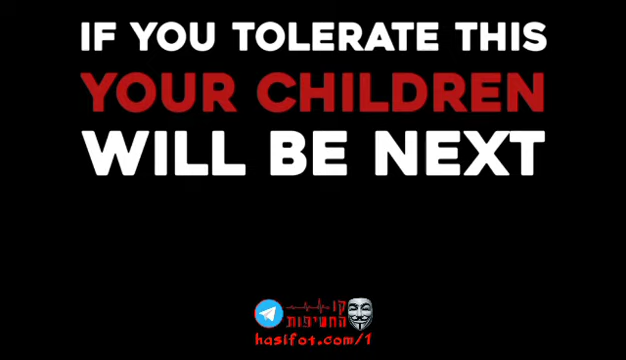 IF YOU TOLERATE THIS
YOUR CHILDREN
WILL BE NEXT
קו
החשיפות
hasifot.com/1